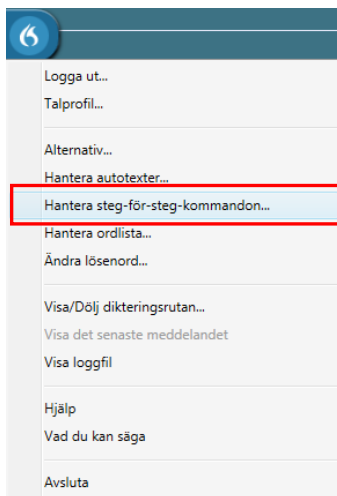 Logga ut...
Talprofil...
Alternativ...
Hantera autotexter...
Hantera steg-för-steg-kommandon...
Hantera ordlista...
Ändra lösenord...
Visa/Dölj dikteringsrutan...
Visa det senaste meddelandet
Visa loggfil
Hjälp
Vad du kan säga
Avsluta